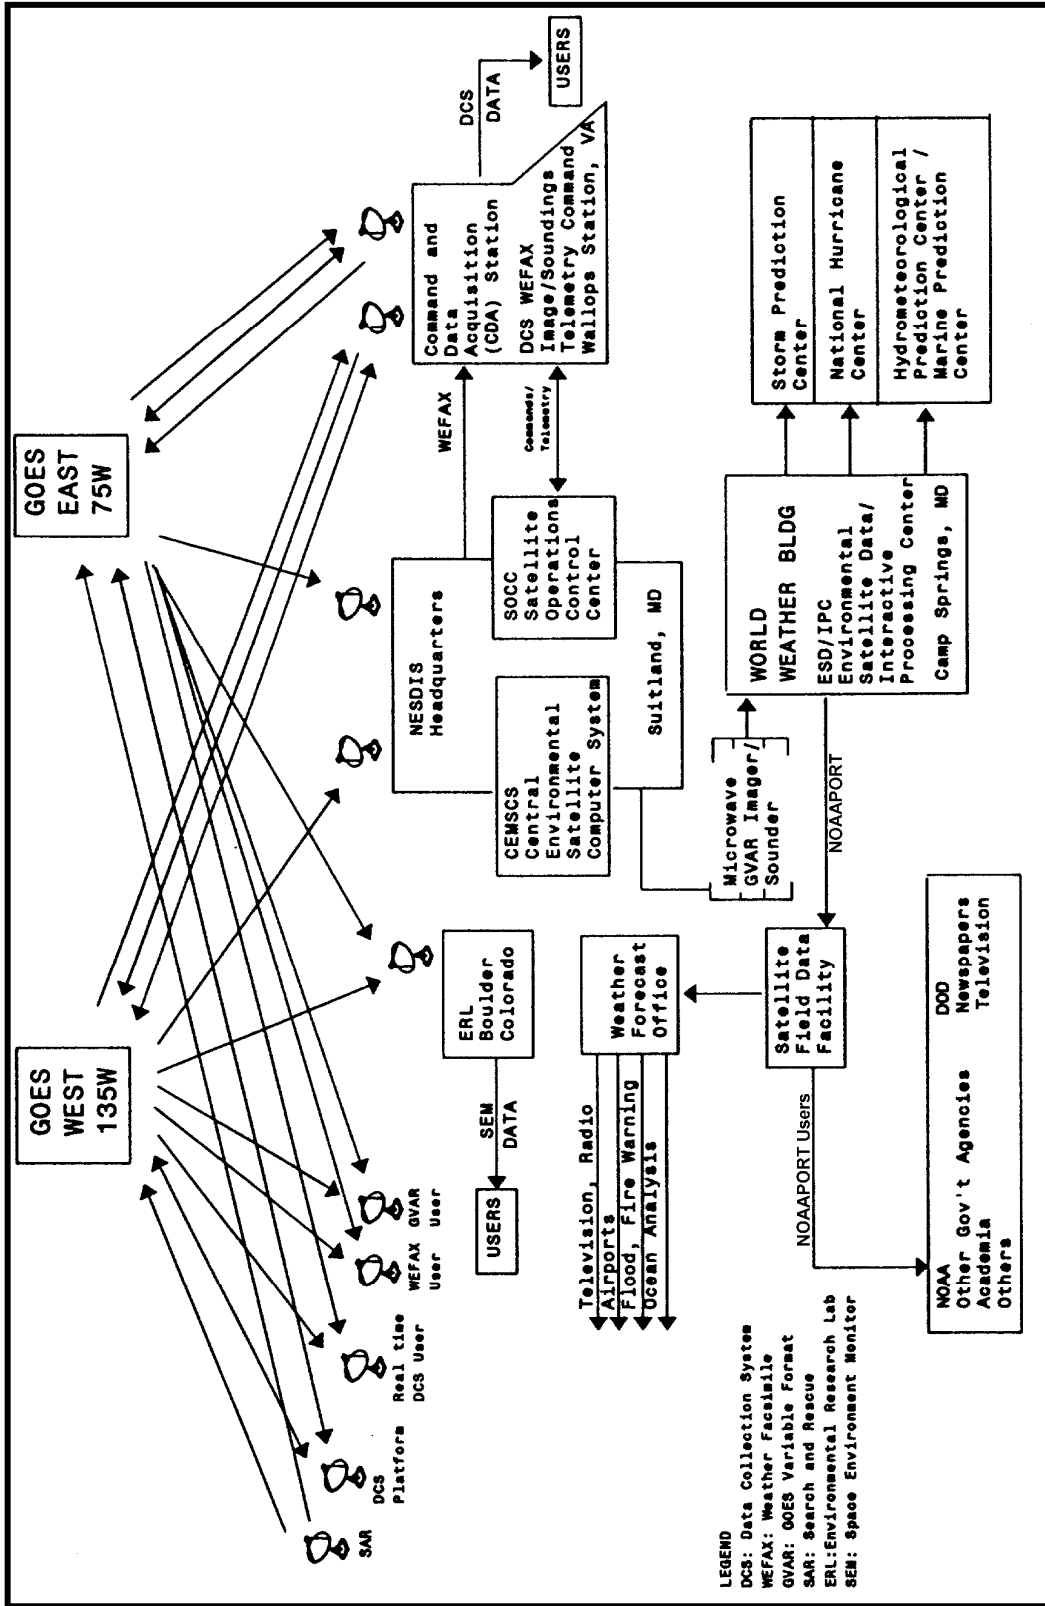 GOES
WEST
135W
GOES
EAST
75W
SAR
DCS
Platform
Real time
DCS User
WEFAX
User
GVAR
User
ERL
Boulder
Colorado
SEM
DATA
USERS
NESDIS
Headquarters
CEMSCS
Central
Environmental
Satellite
Computer System
SOCC
Satellite
Operations
Control
Center
Suitland, MD
WEFAX
Commands/
Telemetry
Command and
Data
Acquisition
(CDA) Station
DCS WEFAX
Image/Soundings
Telemetry Command
Wallops Station, VA
DCS
DATA
USERS
Television, Radio
Airports
Flood, Fire Warning
Ocean Analysis
Weather
Forecast
Office
Microwave
GVAR Imager/
Sounder
WORLD
WEATHER BLDG
ESD/IPC
Environmental
Satellite Data/
Interactive
Processing Center
Camp Springs, MD
Storm Prediction
Center
National Hurricane
Center
Hydrometeorological
Prediction Center /
Marine Prediction
Center
NOAAPORT
Satellite
Field Data
Facility
NOAAPORT Users
NOAA
Other Gov't Agencies
Academia
Others
DOD
Newspapers
Television
LEGEND
DCS: Data Collection System
WEFAX: Weather Facsimile
GVAR: GOES Variable Format
SAR: Search and Rescue
ERL:Environmental Research Lab
SEM: Space Environment Monitor